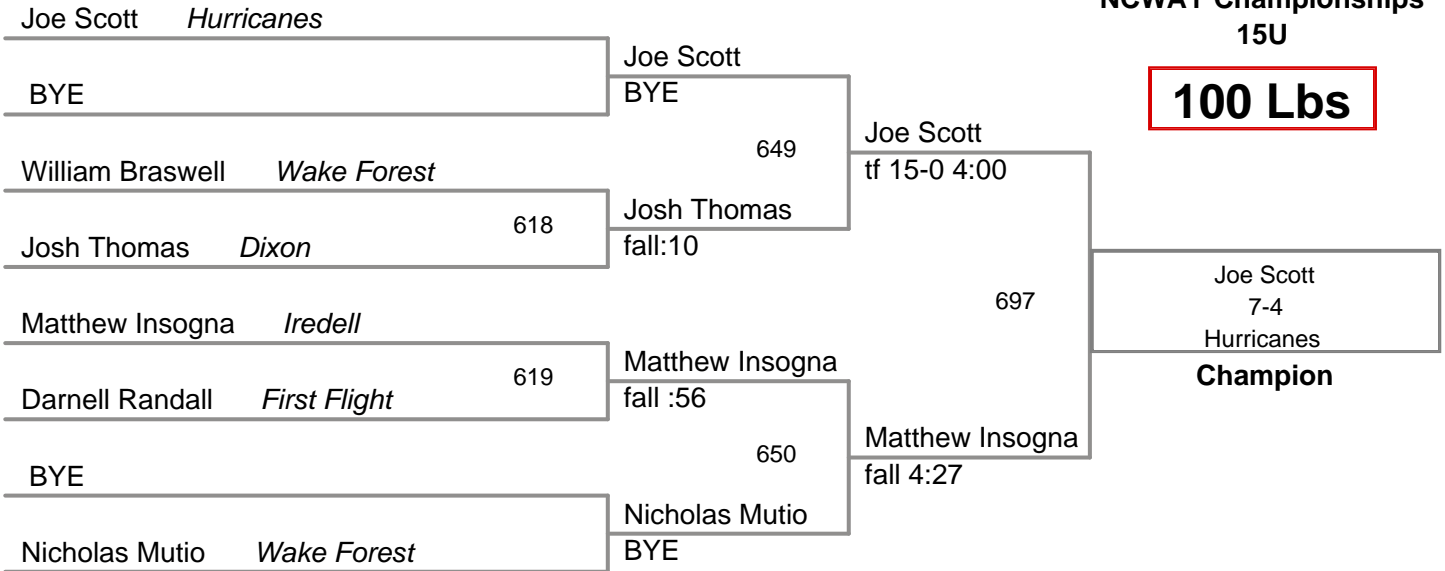 NCWAY Championships
15U
100 Lbs
Joe Scott Hurricanes
BYE
William Braswell Wake Forest
Josh Thomas Dixon
618
Matthew Insogna Iredell
Darnell Randall First Flight
619
BYE
Nicholas Mutio Wake Forest
Joe Scott
BYE
649
Josh Thomas
fall:10
Matthew Insogna
fall :56
650
Nicholas Mutio
BYE
Joe Scott
tf 15-0 4:00
697
Matthew Insogna
fall 4:27
Joe Scott
7-4
Hurricanes
Champion